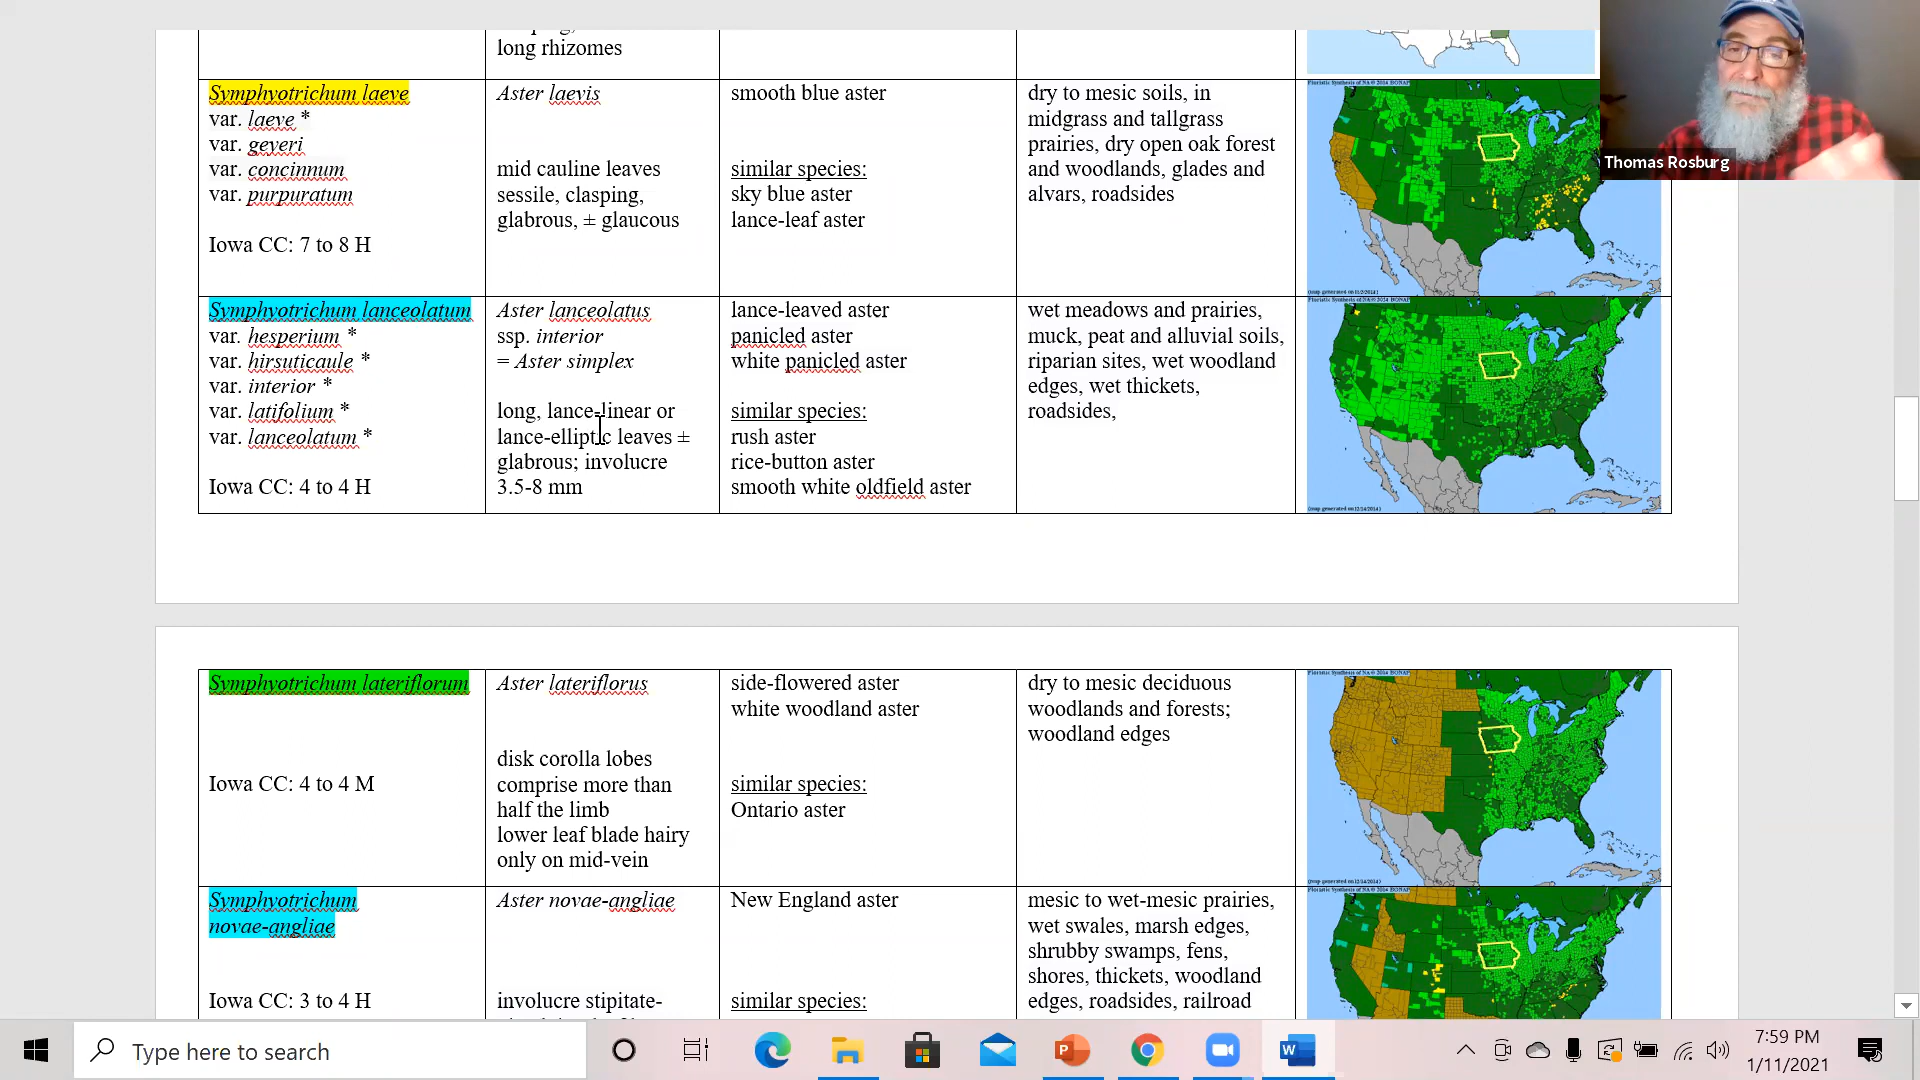 long rhizomes
Symphyotrichum laeve
var. laeve *
var. geyeri
var. concinnum
var. purpuratum
Iowa CC: 7 to 8 H
Aster laevis
mid cauline leaves
sessile, clasping,
glabrous, ± glaucous
smooth blue aster
similar species:
sky blue aster
lance-leaf aster
dry to mesic soils, in
midgrass and tallgrass
prairies, dry open oak forest
and woodlands, glades and
alvars, roadsides
Thomas Rosburg
Symphyotrichum lanceolatum
var. hesperium *
var. hirsuticaule *
var. interior *
var. latifolium *
var. lanceolatum *
Iowa CC: 4 to 4 H
Aster lanceolatus
ssp. interior
= Aster simplex
long, lance-linear or
lance-elliptic leaves ±
glabrous; involucre
3.5-8 mm
lance-leaved aster
panicled aster
white panicled aster
similar species:
rush aster
rice-button aster
smooth white oldfield aster
wet meadows and prairies,
muck, peat and alluvial soils,
riparian sites, wet woodland
edges, wet thickets,
roadsides,
Symphyotrichum lateriflorum
Iowa CC: 4 to 4 M
Aster lateriflorus
disk corolla lobes
comprise more than
half the limb
lower leaf blade hairy
only on mid-vein
side-flowered aster
white woodland aster
similar species:
Ontario aster
dry to mesic deciduous
woodlands and forests;
woodland edges
Symphyotrichum
novae-angliae
Iowa CC: 3 to 4 H
Aster novae-angliae
involucre stipitate-
New England aster
similar species:
mesic to wet-mesic prairies,
wet swales, marsh edges,
shrubby swamps, fens,
shores, thickets, woodland
edges, roadsides, railroad
Type here to search
7:59 PM
1/11/2021